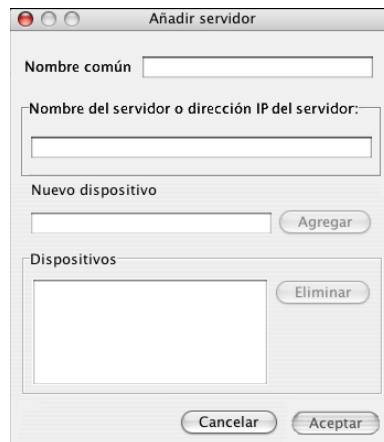 Añadir servidor
Nombre común
Nombre del servidor o dirección IP del servidor:
Nuevo dispositivo
Agregar
Dispositivos
Eliminar
Cancelar
Aceptar